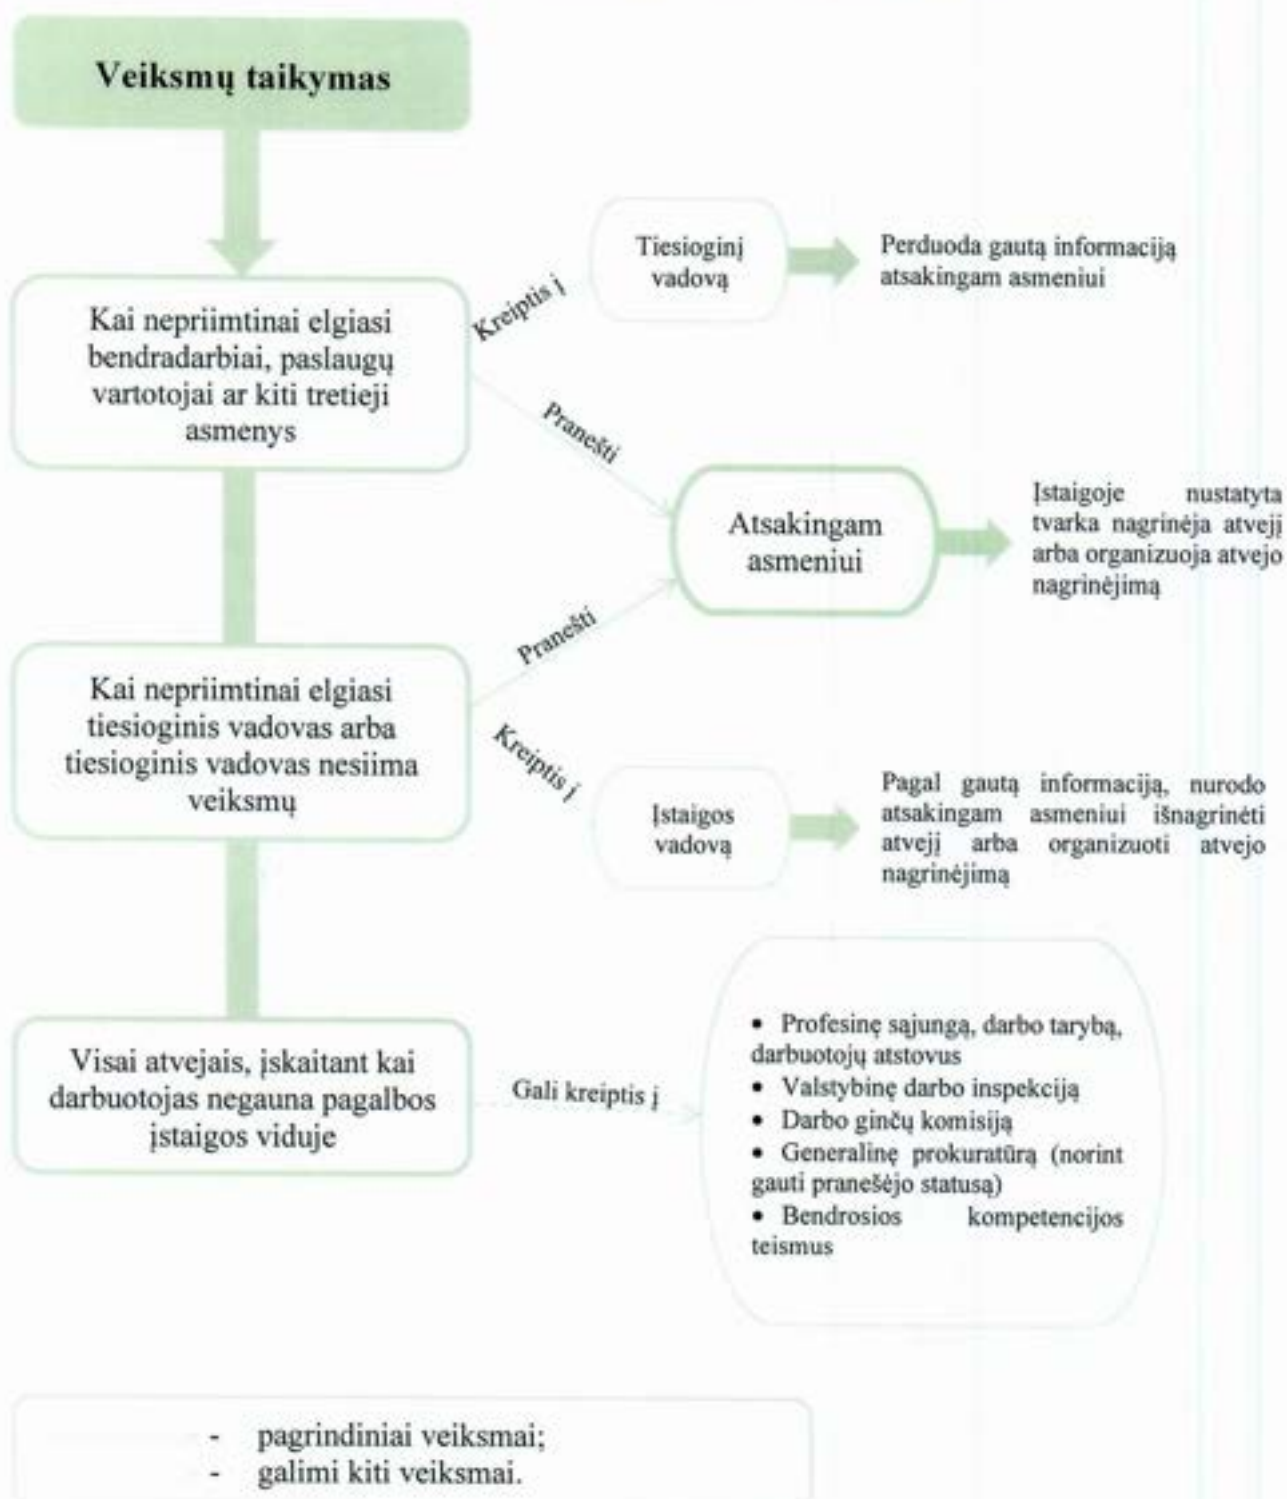 Veiksmų taikymas
Kai nepriimtinai elgiasi
bendradarbiai, paslaugų
vartotojai ar kiti tretieji
asmenys
Kreiptis į
Tiesioginį
vadovą
Perduoda gautą informaciją
atsakingam asmeniui
Pranešti
Atsakingam
asmeniui
Įstaigoje nustatyta
tvarka nagrinėja atvejį
arba organizuoja atvejo
nagrinėjimą
Kai nepriimtinai elgiasi
tiesioginis vadovas arba
tiesioginis vadovas nesiima
veiksmų
Pranešti
Kreiptis į
Įstaigos
vadovą
Pagal gautą informaciją, nurodo
atsakingam asmeniui išnagrinėti
atvejį arba organizuoti atvejo
nagrinėjimą
Visai atvejais, įskaitant kai
darbuotojas negauna pagalbos
įstaigos viduje
Gali kreiptis į
• Profesinę sąjungą, darbo tarybą,
darbuotojų atstovus
• Valstybinę darbo inspekciją
• Darbo ginčų komisiją
• Generalinę prokuratūrą (norint
gauti pranešėjo statusą)
• Bendrosios kompetencijos
teismus
- pagrindiniai veiksmai;
- galimi kiti veiksmai.